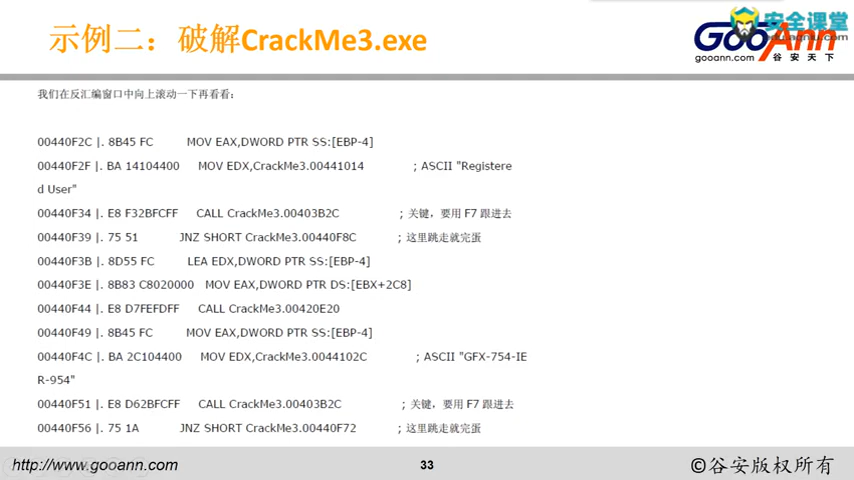 示例二：破解CrackMe3.exe
安全课堂
edu.aqniu.com
GooAnn
gooann.com 谷 安 天 下
我们在反汇编窗口中向上滚动一下再看看：
00440F2C |. 8B45 FC MOV EAX,DWORD PTR SS:[EBP-4]
00440F2F |. BA 14104400 MOV EDX,CrackMe3.00441014 ; ASCII "Registere
d User"
00440F34 |. E8 F32BFCFF CALL CrackMe3.00403B2C ; 关键，要用 F7 跟进去
00440F39 |. 75 51 JNZ SHORT CrackMe3.00440F8C ; 这里跳走就完蛋
00440F3B |. 8D55 FC LEA EDX,DWORD PTR SS:[EBP-4]
00440F3E |. 8B83 C8020000 MOV EAX,DWORD PTR DS:[EBX+2C8]
00440F44 |. E8 D7FEFDFF CALL CrackMe3.00420E20
00440F49 |. 8B45 FC MOV EAX,DWORD PTR SS:[EBP-4]
00440F4C |. BA 2C104400 MOV EDX,CrackMe3.0044102C ; ASCII "GFX-754-IE
R-954"
00440F51 |. E8 D62BFCFF CALL CrackMe3.00403B2C ; 关键，要用 F7 跟进去
00440F56 |. 75 1A JNZ SHORT CrackMe3.00440F72 ; 这里跳走就完蛋
http://www.gooann.com
33
©谷安版权所有